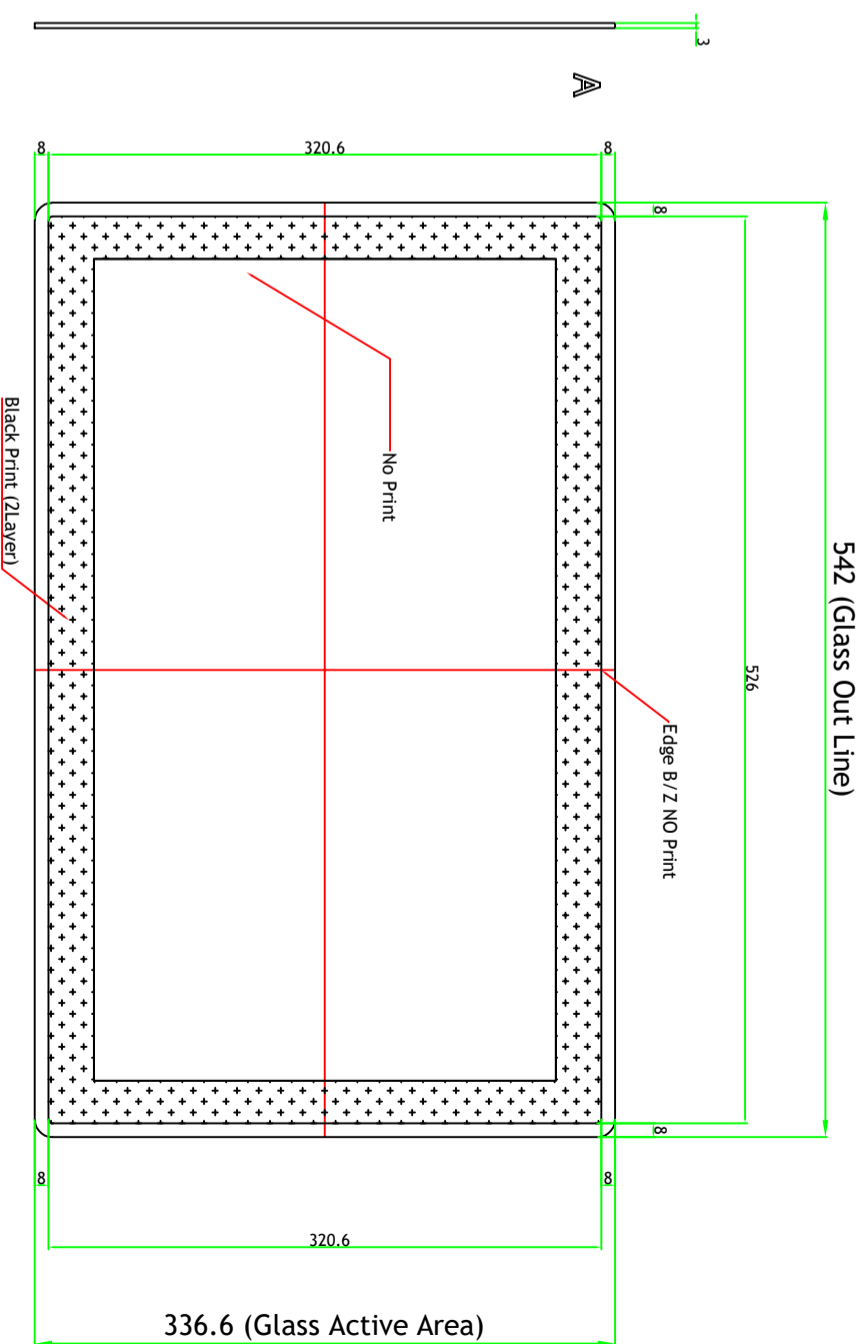 3
A
8
320.6
8
8
542 (Glass Out Line)
526
No Print
Black Print (2Layer)
Edge B/Z NO Print
8
8
8
320.6
336.6 (Glass Active Area)